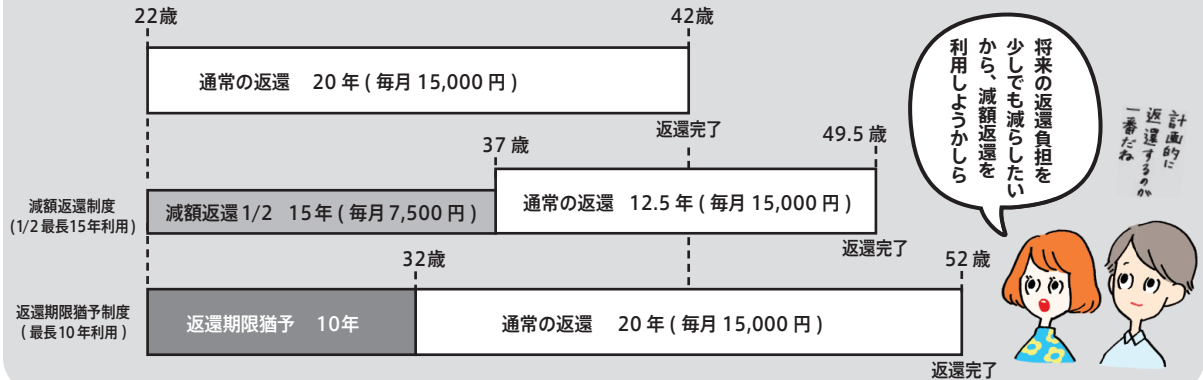 22歳
42歳
通常の返還 20年(毎月15,000円)
返還完了
37歳
49.5歳
減額返還制度
(1/2最長15年利用)
減額返還1/2 15年(毎月7,500円)
通常の返還 12.5年(毎月15,000円)
返還完了
32歳
52歳
返還期限猶予制度
(最長10年利用)
返還期限猶予 10年
通常の返還 20年(毎月15,000円)
返還完了
将来の返還負担を
少しでも減らしたい
から、減額返還を
利用しようかしら
計画的に
返還するのが
一番だね